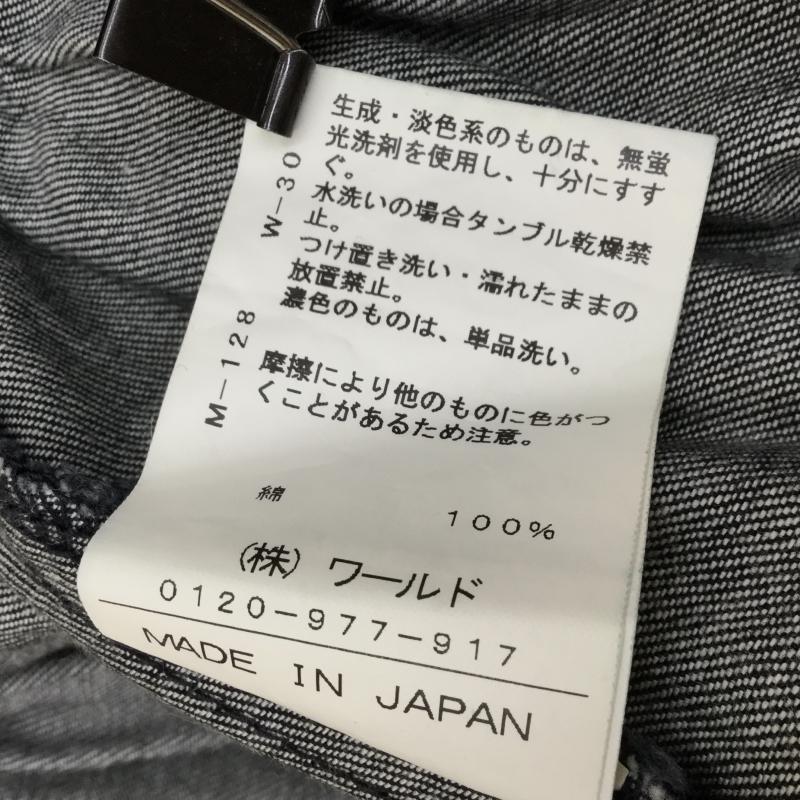 生成・淡色系のものは、無蛍
光洗剤を使用し、十分にすす
ぐ。
水洗いの場合タンブル乾燥禁
止。
つけ置き洗い・濡れたままの
放置禁止。
濃色のものは、単品洗い。
摩擦により他のものに色がつ
くことがあるため注意。
W-30
M-128
綿 100%
(株) ワールド
0120-977-917
MADE IN JAPAN